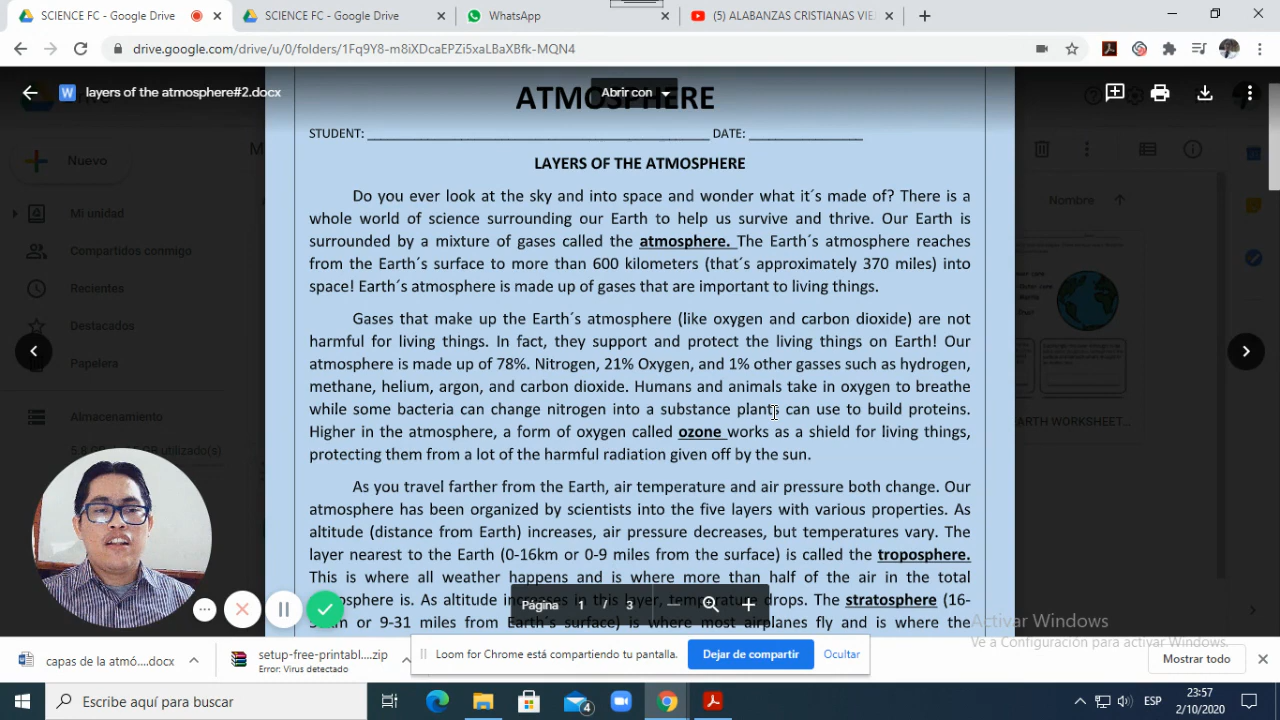 SCIENCE FC - Google Drive
SCIENCE FC - Google Drive
WhatsApp
(5) ALABANZAS CRISTIANAS VIEJ
drive.google.com/drive/u/0/folders/1Fq9Y8-m8iXDcaEPZi5xaLBaXBfk-MQN4
W layers of the atmosphere#2.docx
Abrir con
ATMOSPHERE
STUDENT: DATE:
LAYERS OF THE ATMOSPHERE
Do you ever look at the sky and into space and wonder what it´s made of? There is a
whole world of science surrounding our Earth to help us survive and thrive. Our Earth is
surrounded by a mixture of gases called the atmosphere. The Earth´s atmosphere reaches
from the Earth´s surface to more than 600 kilometers (that´s approximately 370 miles) into
space! Earth´s atmosphere is made up of gases that are important to living things.
Gases that make up the Earth´s atmosphere (like oxygen and carbon dioxide) are not
harmful for living things. In fact, they support and protect the living things on Earth! Our
atmosphere is made up of 78%. Nitrogen, 21% Oxygen, and 1% other gasses such as hydrogen,
methane, helium, argon, and carbon dioxide. Humans and animals take in oxygen to breathe
while some bacteria can change nitrogen into a substance plants can use to build proteins.
Higher in the atmosphere, a form of oxygen called ozone works as a shield for living things,
protecting them from a lot of the harmful radiation given off by the sun.
As you travel farther from the Earth, air temperature and air pressure both change. Our
atmosphere has been organized by scientists into the five layers with various properties. As
altitude (distance from Earth) increases, air pressure decreases, but temperatures vary. The
layer nearest to the Earth (0-16km or 0-9 miles from the surface) is called the troposphere.
This is where all weather happens and is where more than half of the air in the total
is. As altitude increases in this layer, temperature drops. The stratosphere (16-
or 9-31 miles from Earth´s surface) is where most airplanes fly and is where the
Página 1 / 3
Nuevo
Mi unidad
Compartidos conmigo
Recientes
Destacados
Papelera
Almacenamiento
Nombre
EARTH WORKSHEET
Activar Windows
Ve a Configuración para activar Windows.
capas de la atmó....docx
setup-free-printabl....zip
Error: Virus detectado
Loom for Chrome está compartiendo tu pantalla.
Dejar de compartir
Ocultar
Mostrar todo
Escribe aquí para buscar
4
ESP
23:57
2/10/2020